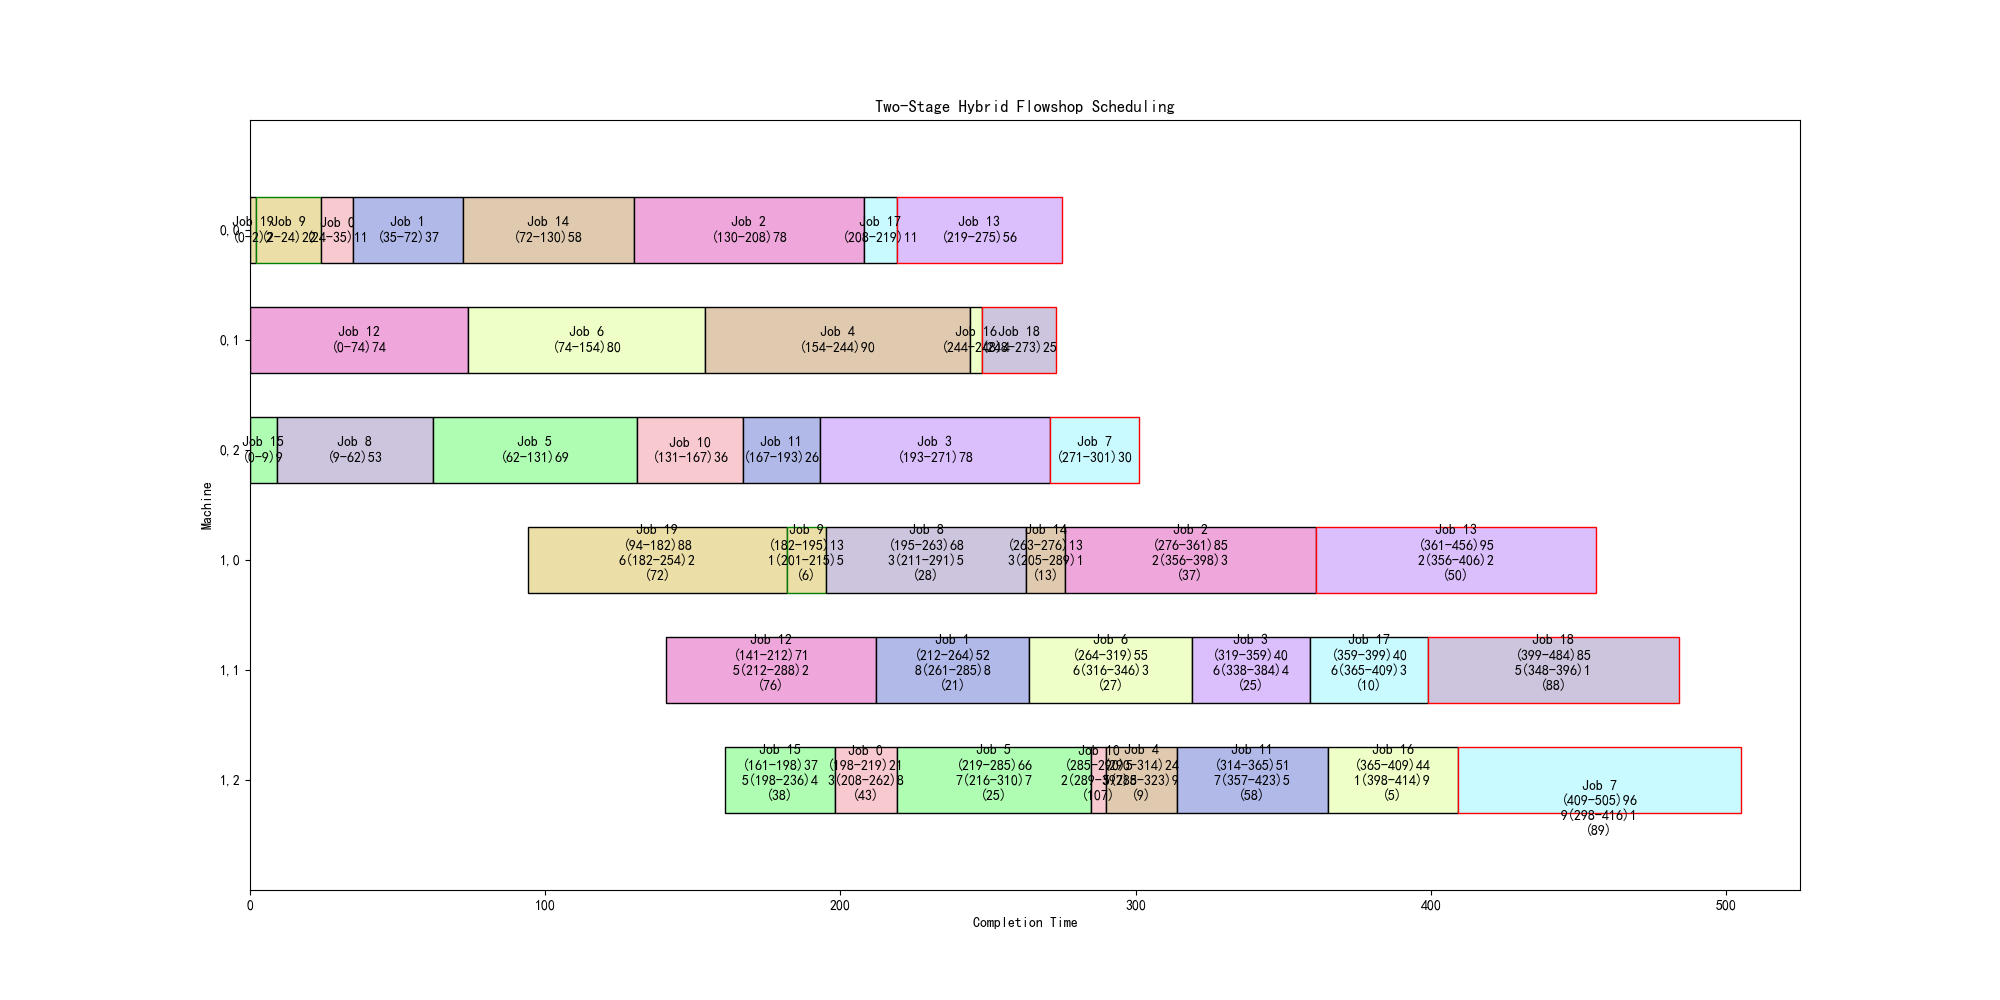 Two-Stage Hybrid Flowshop Scheduling
0,0
Job 19
(0-2)2
Job 9
(2-24)22
Job 0
(24-35)11
Job 1
(35-72)37
Job 14
(72-130)58
Job 2
(130-208)78
Job 17
(208-219)11
Job 13
(219-275)56
0,1
Job 12
(0-74)74
Job 6
(74-154)80
Job 4
(154-244)90
Job 16
(244-248)4
Job 18
(248-273)25
0,2
Job 15
(0-9)9
Job 8
(9-62)53
Job 5
(62-131)69
Job 10
(131-167)36
Job 11
(167-193)26
Job 3
(193-271)78
Job 7
(271-301)30
Machine
1,0
Job 19
(94-182)88
6(182-254)2
(72)
Job 9
(182-195)13
1(201-215)5
(6)
Job 8
(195-263)68
3(211-291)5
(28)
Job 14
(263-276)13
3(205-289)1
(13)
Job 2
(276-361)85
2(356-398)3
(37)
Job 13
(361-456)95
2(356-406)2
(50)
1,1
Job 12
(141-212)71
5(212-288)2
(76)
Job 1
(212-264)52
8(261-285)8
(21)
Job 6
(264-319)55
6(316-346)3
(27)
Job 3
(319-359)40
6(338-384)4
(25)
Job 17
(359-399)40
6(365-409)3
(10)
Job 18
(399-484)85
5(348-396)1
(88)
1,2
Job 15
(161-198)37
5(198-236)4
(38)
Job 0
(198-219)21
3(208-262)8
(43)
Job 5
(219-285)66
7(216-310)7
(25)
Job 10
(285-290)5
(107)
Job 4
(290-314)24
(9)
Job 11
(314-365)51
7(357-423)5
(58)
Job 16
(365-409)44
1(398-414)9
(5)
Job 7
(409-505)96
9(298-416)1
(89)
0
100
200
300
400
500
Completion Time